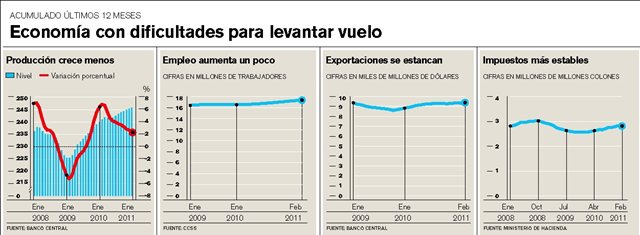 ACUMULADO ÚLTIMOS 12 MESES
Economía con dificultades para levantar vuelo
Producción crece menos
Nivel
Variación porcentual
%
250
245
240
235
230
225
220
215
0
8
6
4
2
0
-2
-4
-6
-8
Ene Ene Ene Ene
2008 2009 2010 2011
FUENTE: BANCO CENTRAL
Empleo aumenta un poco
CIFRAS EN MILLONES DE TRABAJADORES
18
16
14
12
10
8
6
4
2
0
Ene Ene Feb
2009 2010 2011
FUENTE: CCSS
Exportaciones se estancan
CIFRAS EN MILES DE MILLONES DE DÓLARES
10
9
8
7
6
5
4
3
2
1
0
Ene Ene Feb
2009 2010 2011
FUENTE: BANCO CENTRAL
Impuestos más estables
CIFRAS EN MILLONES DE MILLONES COLONES
4
3
2
1
0
Ene Oct Jul Abr Feb
2008 2009 2010 2011
FUENTE: MINISTERIO DE HACIENDA